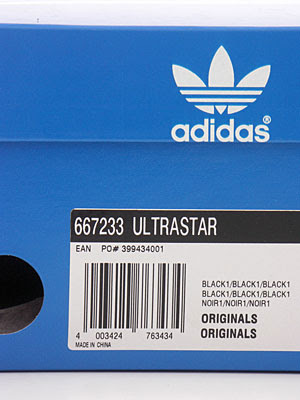 adidas®
667233 ULTRASTAR
EAN PO# 399434001
BLACK1/BLACK1/BLACK1
BLACK1/BLACK1/BLACK1
NOIR1/NOIR1/NOIR1
ORIGINALS
ORIGINALS
4 003424 763434
MADE IN CHINA